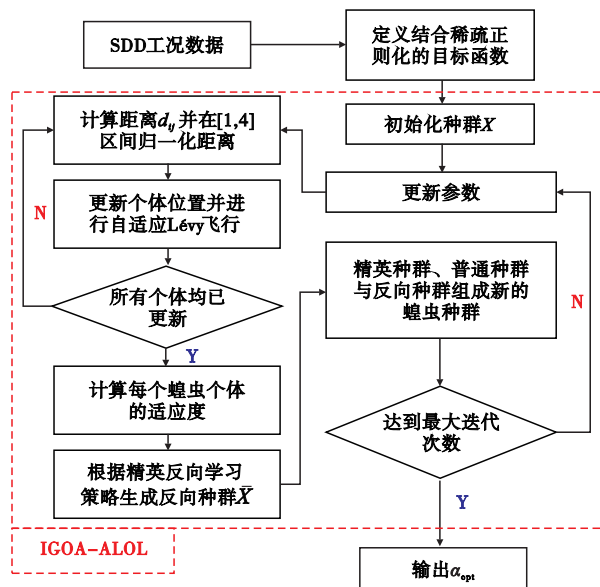 SDD工况数据
定义结合稀疏正
则化的目标函数
初始化种群X
更新参数
计算距离d_ij并在[1,4]
区间归一化距离
更新个体位置并进
行自适应Lévy飞行
N
所有个体均已
更新
Y
计算每个蝗虫个体
的适应度
根据精英反向学习
策略生成反向种群X̄
精英种群、普通种群
与反向种群组成新的
蝗虫种群
N
达到最大迭代
次数
Y
IGOA-ALOL
输出α_opt